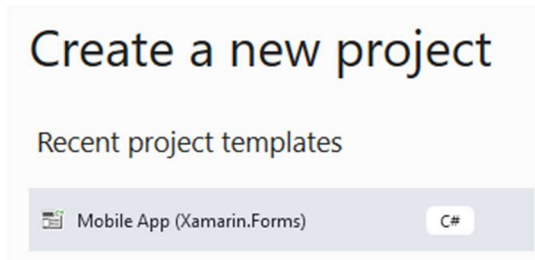 Create a new project
Recent project templates
Mobile App (Xamarin.Forms) C#